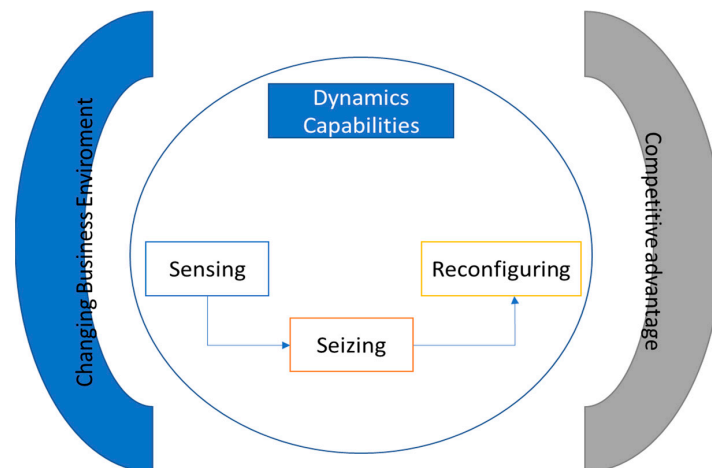 Changing Business Enviroment
Dynamics
Capabilities
Sensing
Seizing
Reconfiguring
Competitive advantage